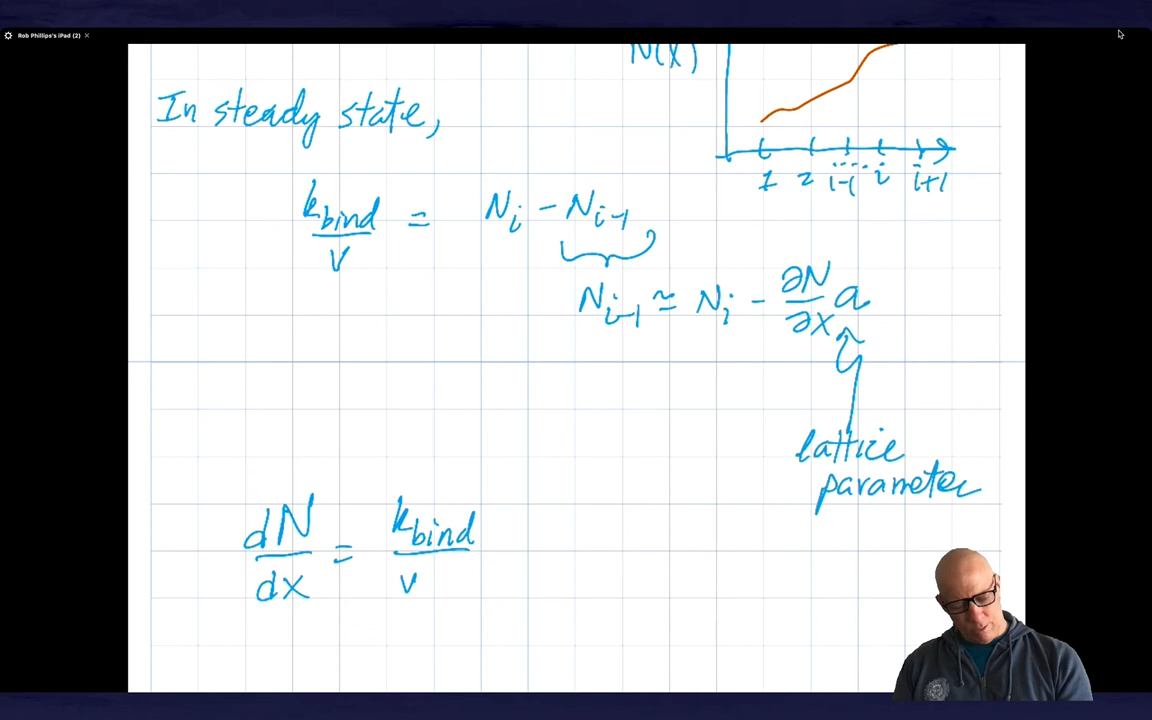 Rob Phillips's iPad (2)
N(x)
In steady state,
1 2 i-1 .... i i+1
k_bind / v = N_i - N_{i-1}
N_{i-1} ≃ N_i - ∂N/∂x a
lattice
parameter
dN/dx = k_bind / v